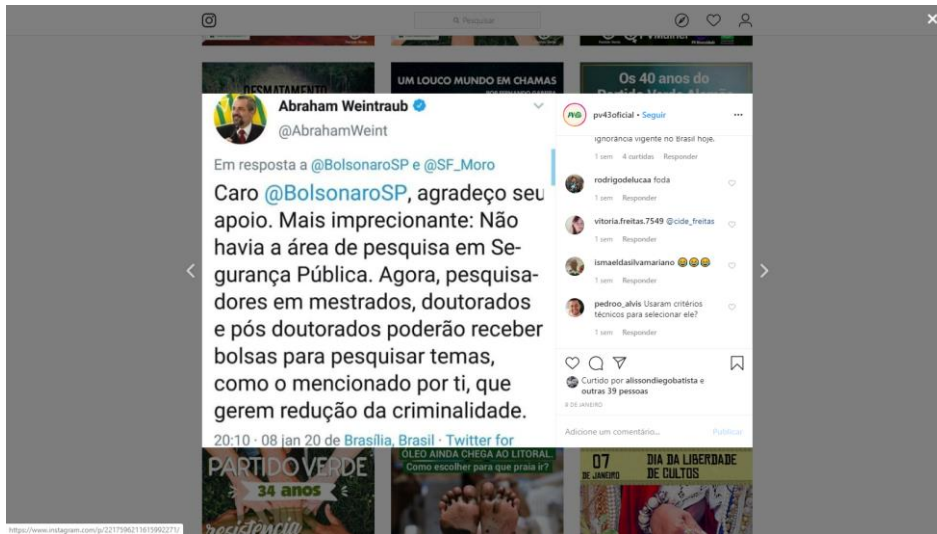 Pesquisar
UM LOUCO MUNDO EM CHAMAS
DESMATAMENTO
Os 40 anos do
Partido Verde Alemão
Abraham Weintraub
@AbrahamWeint
Em resposta a @BolsonaroSP e @SF_Moro
Caro @BolsonaroSP, agradeço seu
apoio. Mais imprecionante: Não
havia a área de pesquisa em Se-
gurança Pública. Agora, pesquisa-
dores em mestrados, doutorados
e pós doutorados poderão receber
bolsas para pesquisar temas,
como o mencionado por ti, que
gerem redução da criminalidade.
20:10 · 08 jan 20 de Brasília, Brasil · Twitter for
pv43oficial • Seguir
ignorância vigente no Brasil hoje.
1 sem 4 curtidas Responder
rodrigodelucaa foda
1 sem Responder
vitoria.freitas.7549 @cide_freitas
1 sem Responder
ismaeldasilvamariano 😂😂😂
1 sem Responder
pedroo_alvis Usaram critérios
técnicos para selecionar ele?
1 sem Responder
Curtido por alissondiegobatista e
outras 39 pessoas
9 DE JANEIRO
Adicione um comentário... Publicar
PARTIDO VERDE
34 anos
resistência
ÓLEO AINDA CHEGA AO LITORAL.
Como escolher para que praia ir?
07 DIA DA LIBERDADE
DE JANEIRO DE CULTOS
https://www.instagram.com/p/2217596211615992271/